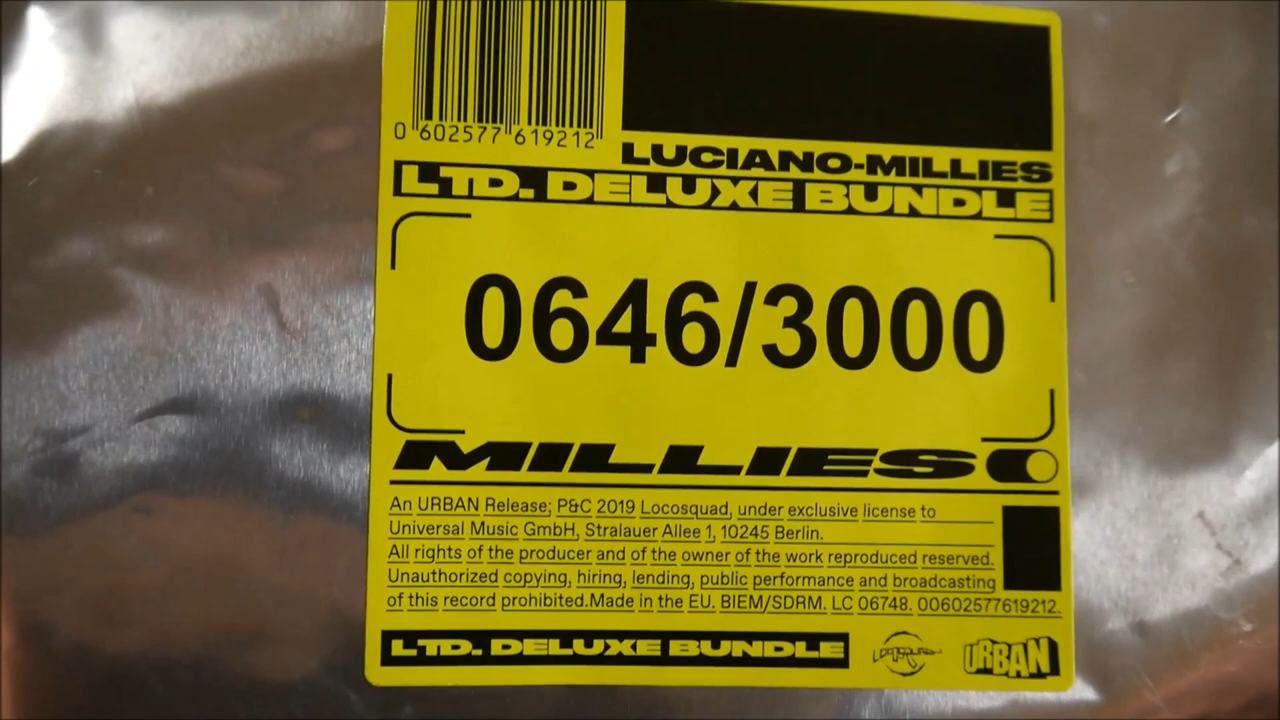 0 602577 619212
LUCIANO-MILLIES
LTD. DELUXE BUNDLE
0646/3000
MILLIES
An URBAN Release; P&C 2019 Locosquad, under exclusive license to
Universal Music GmbH, Stralauer Allee 1, 10245 Berlin.
All rights of the producer and of the owner of the work reproduced reserved.
Unauthorized copying, hiring, lending, public performance and broadcasting
of this record prohibited.Made in the EU. BIEM/SDRM. LC 06748. 00602577619212.
LTD. DELUXE BUNDLE
LOCOSQUAD
URBAN